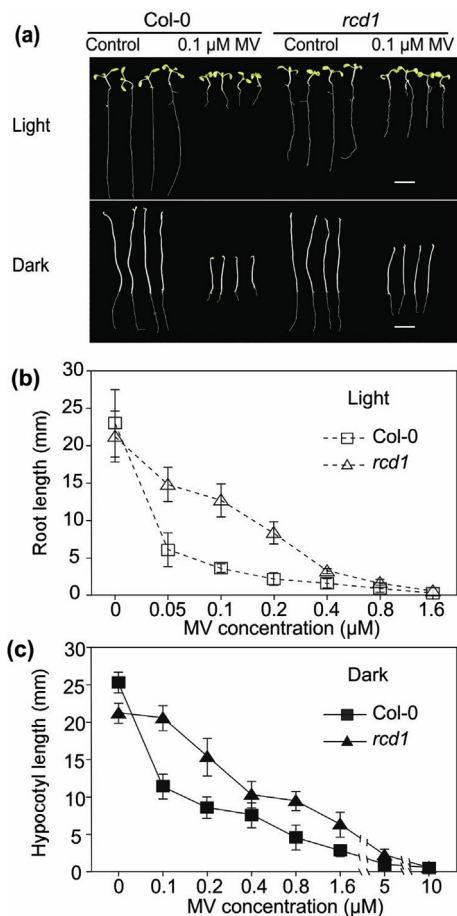 (a)
Col-0 rcd1
Control 0.1 µM MV Control 0.1 µM MV
Light
Dark
(b)
30
25
20
15
10
5
0
Root length (mm)
Light
Col-0
rcd1
0 0.05 0.1 0.2 0.4 0.8 1.6
MV concentration (µM)
(c)
30
25
20
15
10
5
0
Hypocotyl length (mm)
Dark
Col-0
rcd1
0 0.1 0.2 0.4 0.8 1.6 5 10
MV concentration (µM)